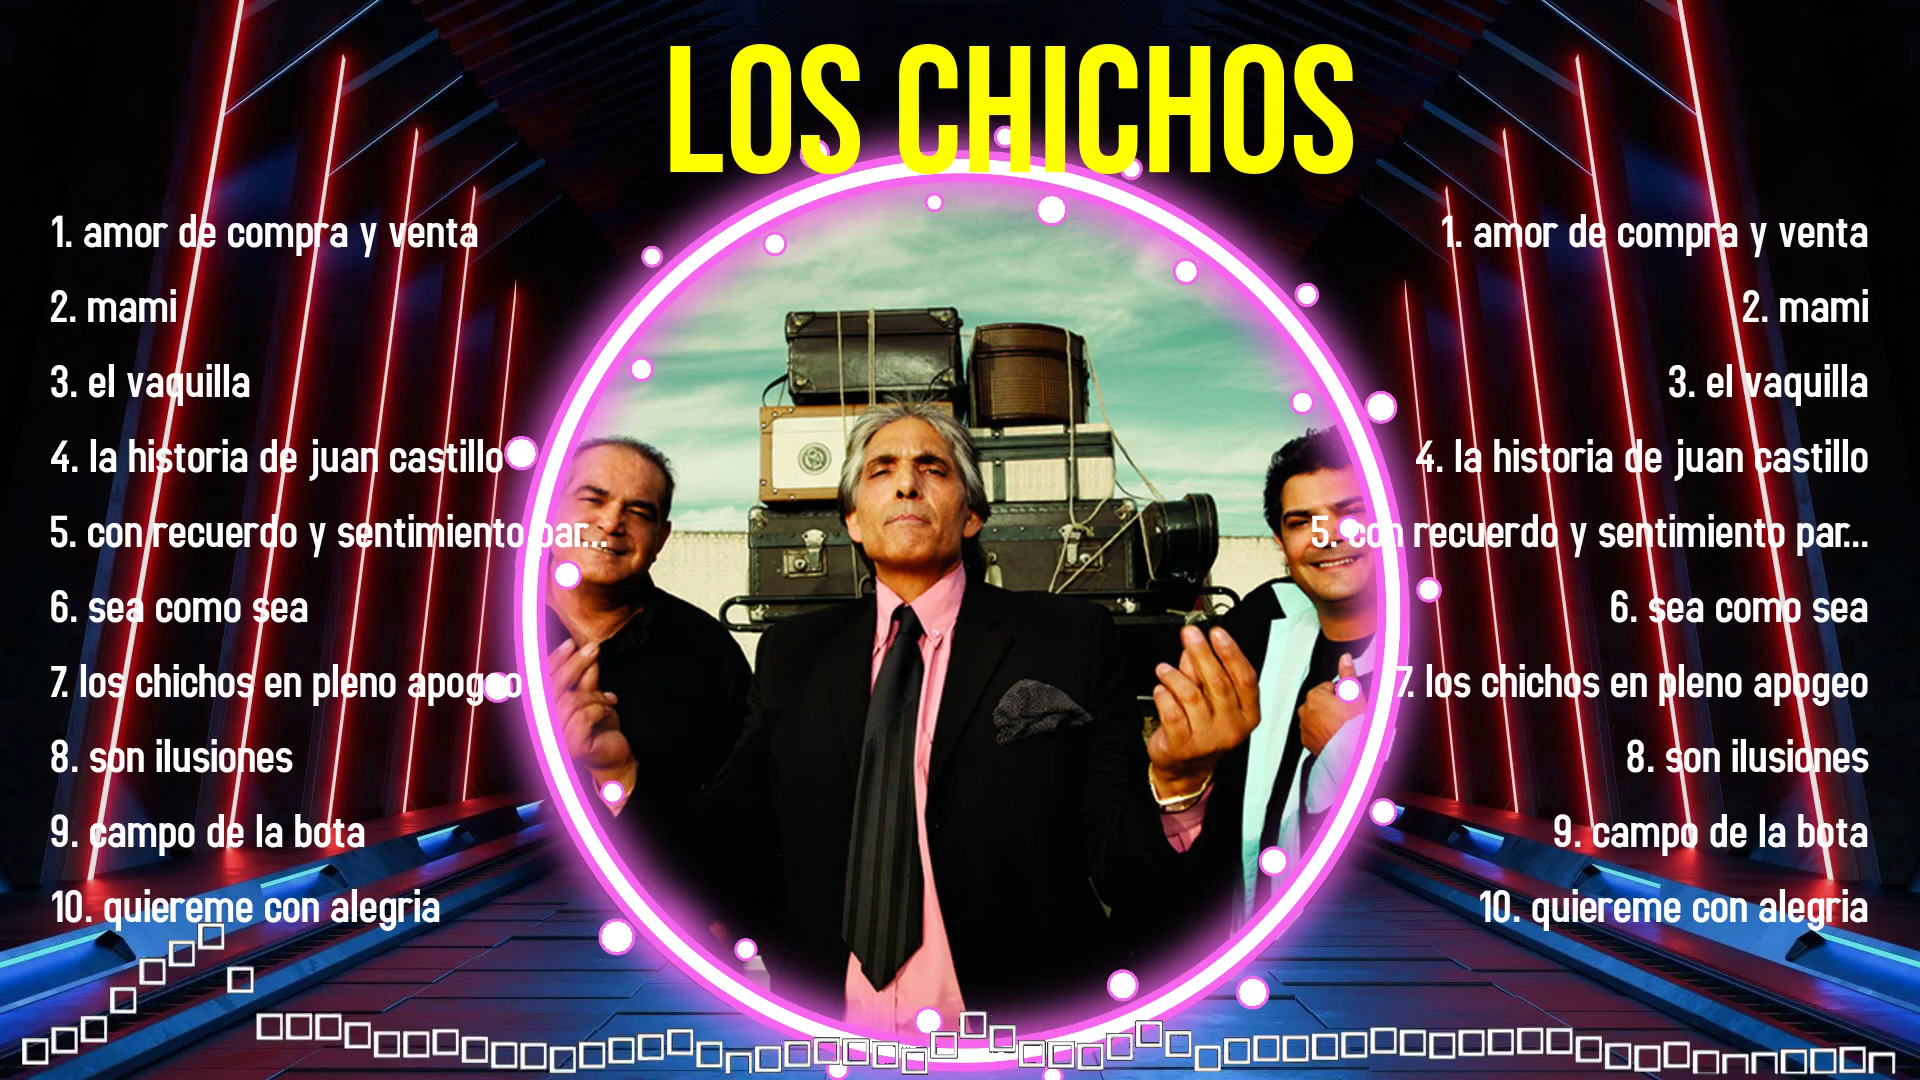 LOS CHICHOS
1. amor de compra y venta
2. mami
3. el vaquilla
4. la historia de juan castillo
5. con recuerdo y sentimiento par...
6. sea como sea
7. los chichos en pleno apogeo
8. son ilusiones
9. campo de la bota
10. quiereme con alegria
1. amor de compra y venta
2. mami
3. el vaquilla
4. la historia de juan castillo
5. con recuerdo y sentimiento par...
6. sea como sea
7. los chichos en pleno apogeo
8. son ilusiones
9. campo de la bota
10. quiereme con alegria